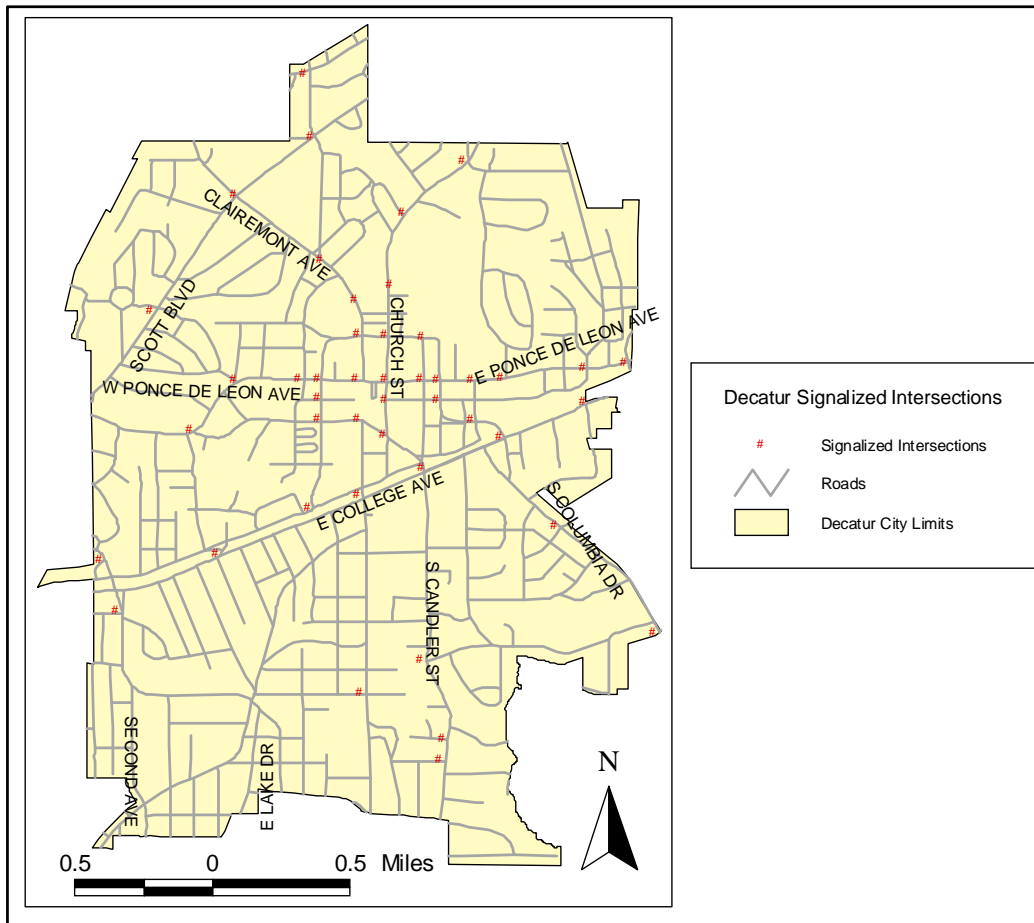 CLAIREMONT AVE
SCOTT BLVD
CHURCH ST
E PONCE DE LEON AVE
W PONCE DE LEON AVE
E COLLEGE AVE
S COLUMBIA DR
S CANDLER ST
SECOND AVE
E LAKE DR
N
0.5 0 0.5 Miles
Decatur Signalized Intersections
# Signalized Intersections
Roads
Decatur City Limits